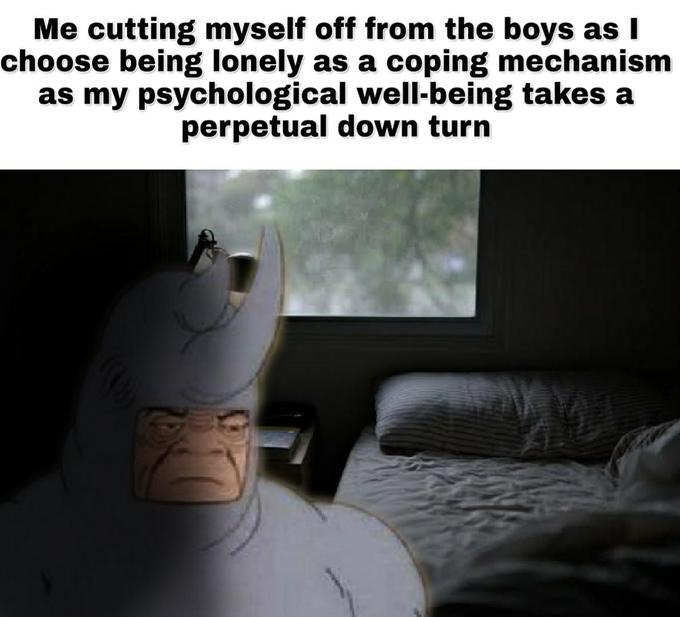 Me cutting myself off from the boys as I
choose being lonely as a coping mechanism
as my psychological well-being takes a
perpetual down turn